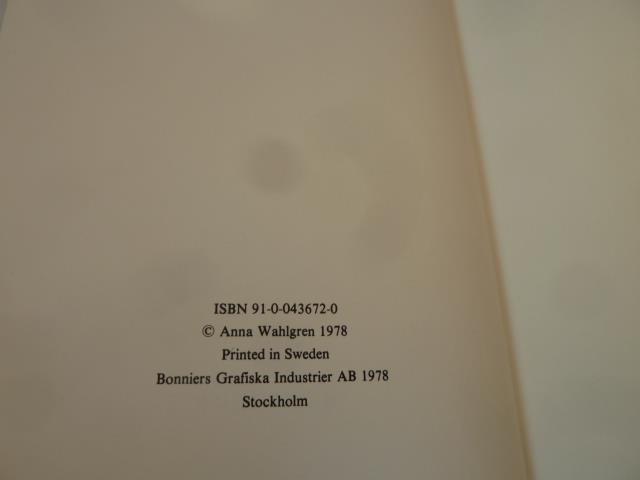 ISBN 91-0-043672-0
© Anna Wahlgren 1978
Printed in Sweden
Bonniers Grafiska Industrier AB 1978
Stockholm